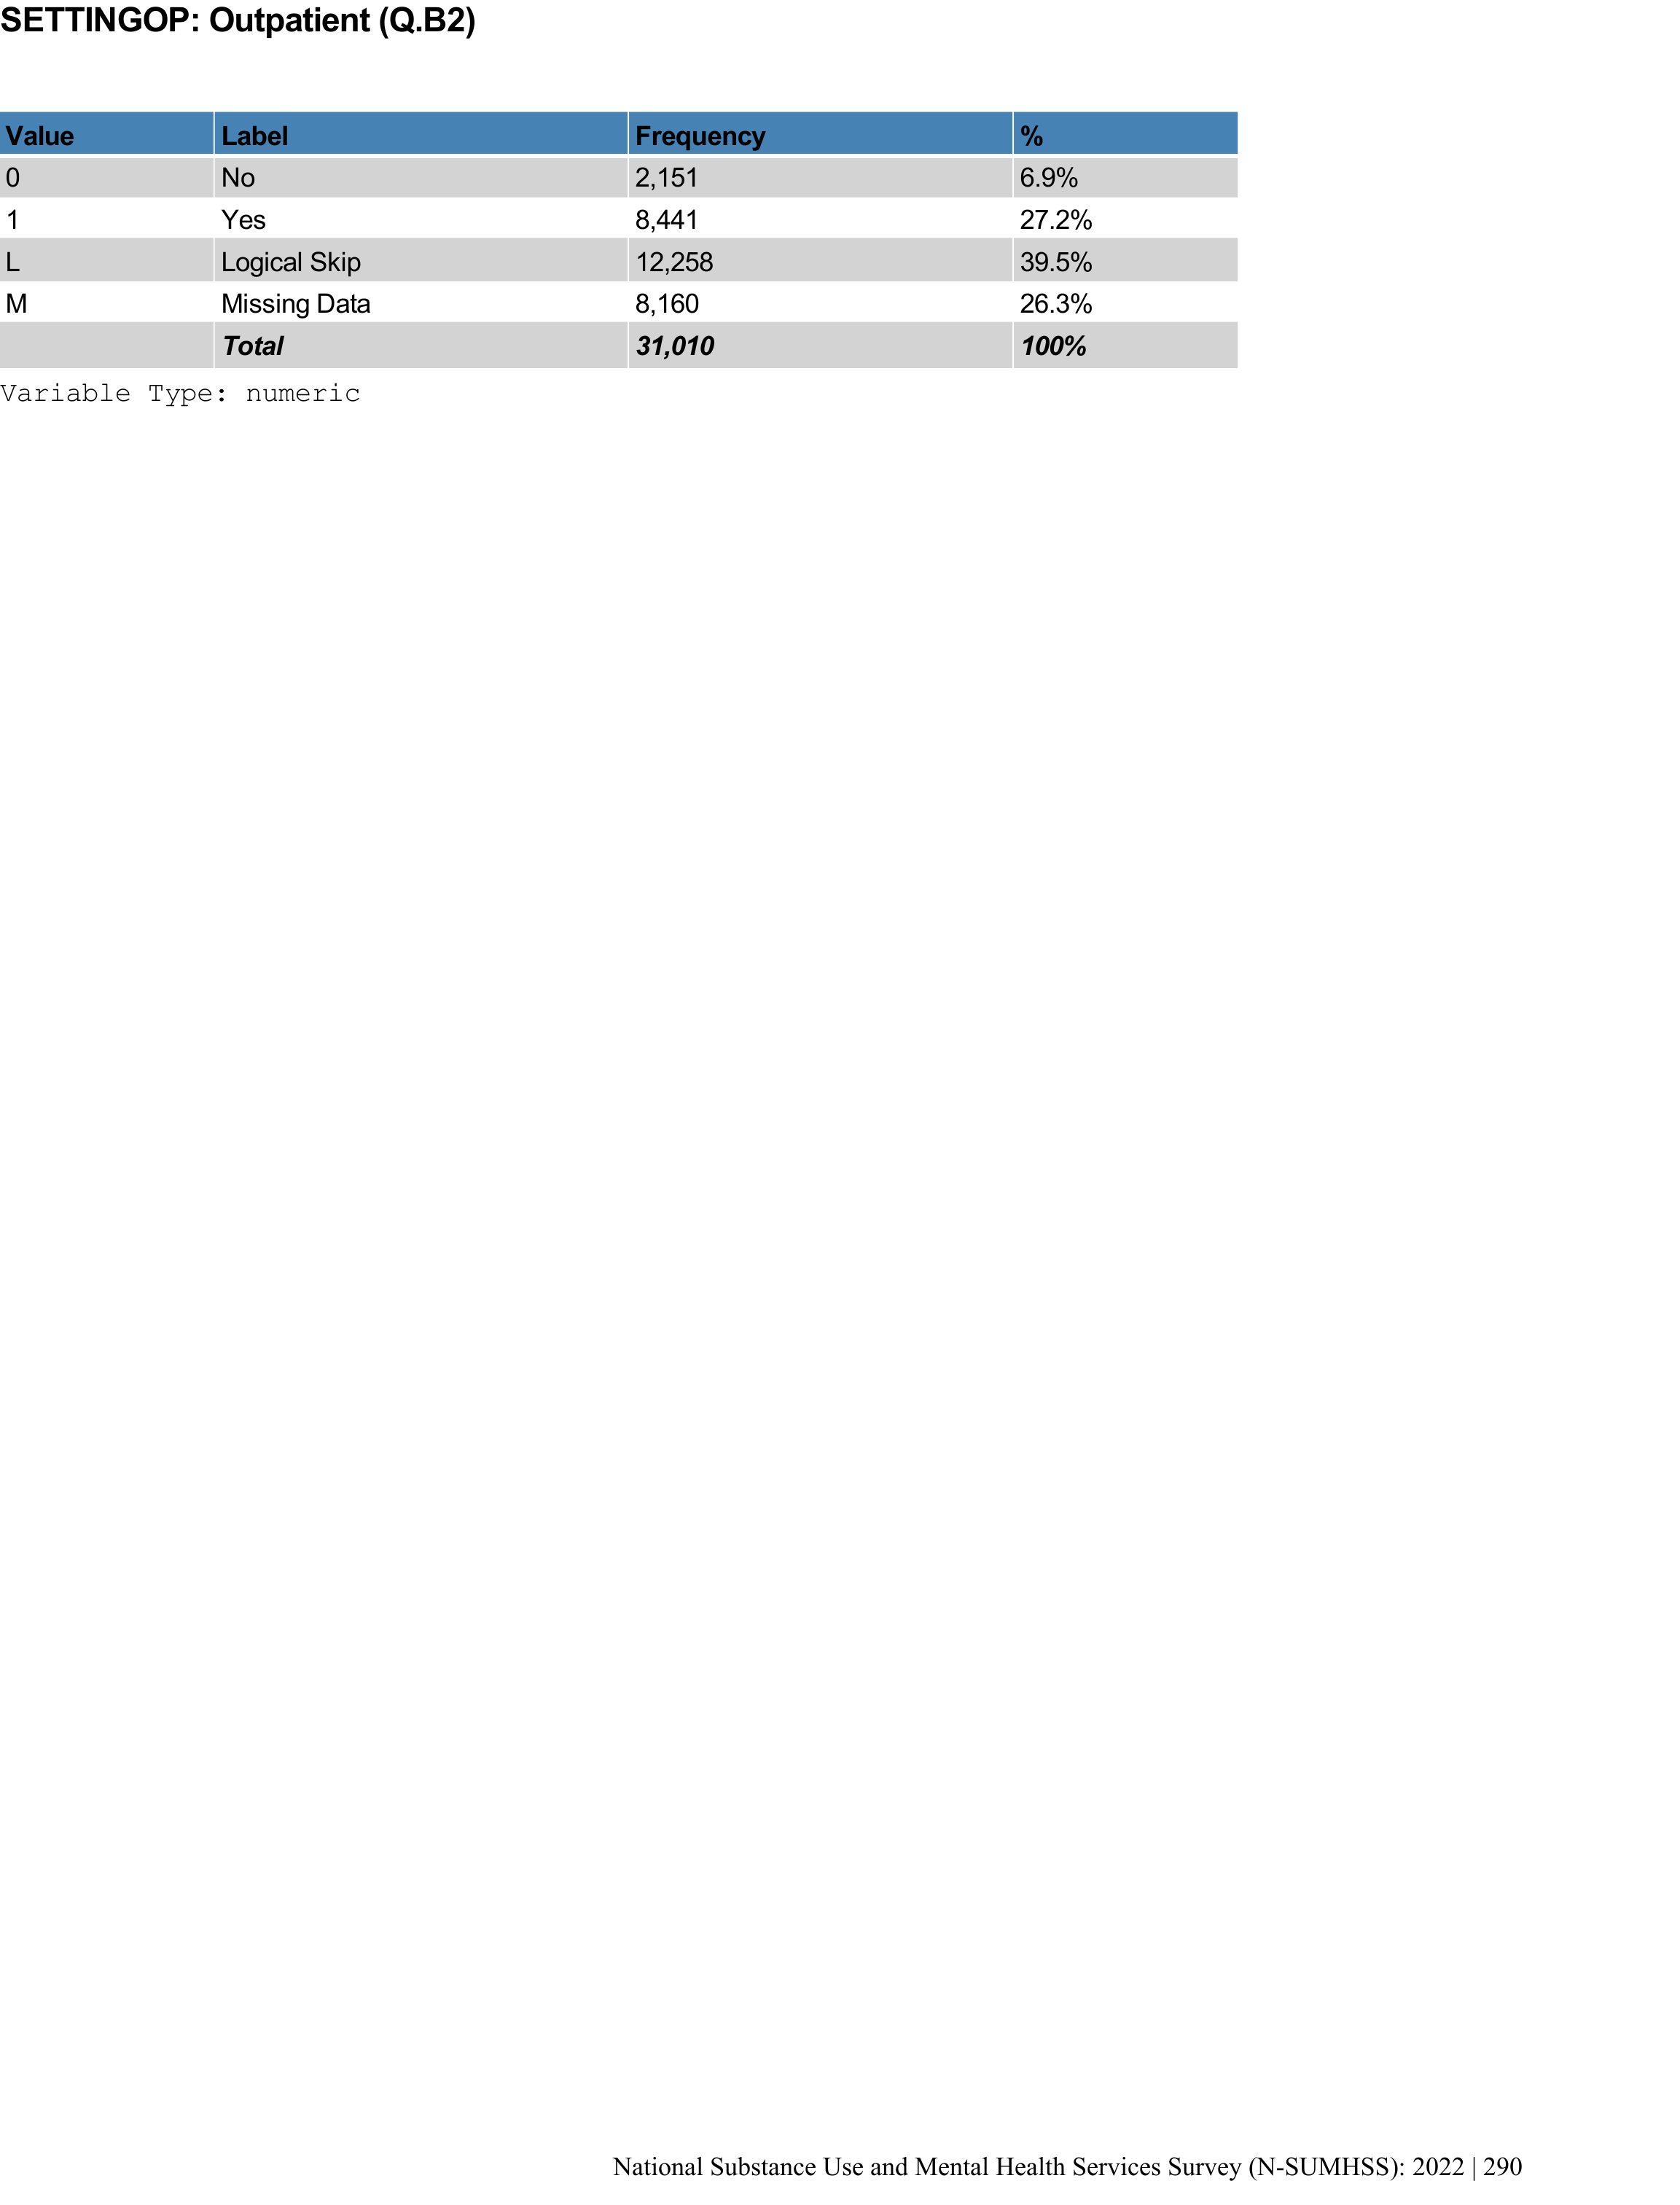 SETTINGOP: Outpatient (Q.B2)
Value Label Frequency %
0 No 2,151 6.9%
1 Yes 8,441 27.2%
L Logical Skip 12,258 39.5%
M Missing Data 8,160 26.3%
Total 31,010 100%
Variable Type: numeric
National Substance Use and Mental Health Services Survey (N-SUMHSS): 2022 | 290